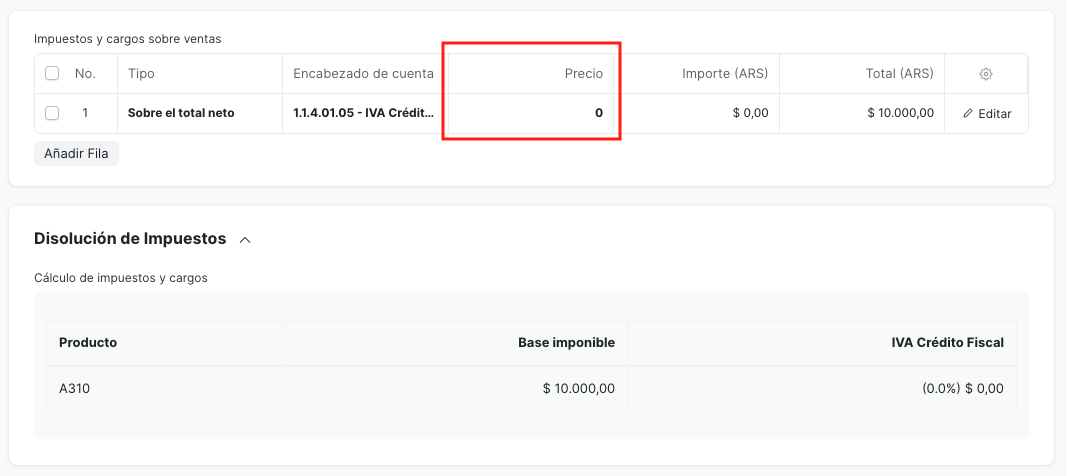 Impuestos y cargos sobre ventas
No. Tipo Encabezado de cuenta Precio Importe (ARS) Total (ARS)
1 Sobre el total neto 1.1.4.01.05 - IVA Crédit... 0 $ 0,00 $ 10.000,00 Editar
Añadir Fila
Disolución de Impuestos
Cálculo de impuestos y cargos
Producto Base imponible IVA Crédito Fiscal
A310 $ 10.000,00 (0.0%) $ 0,00